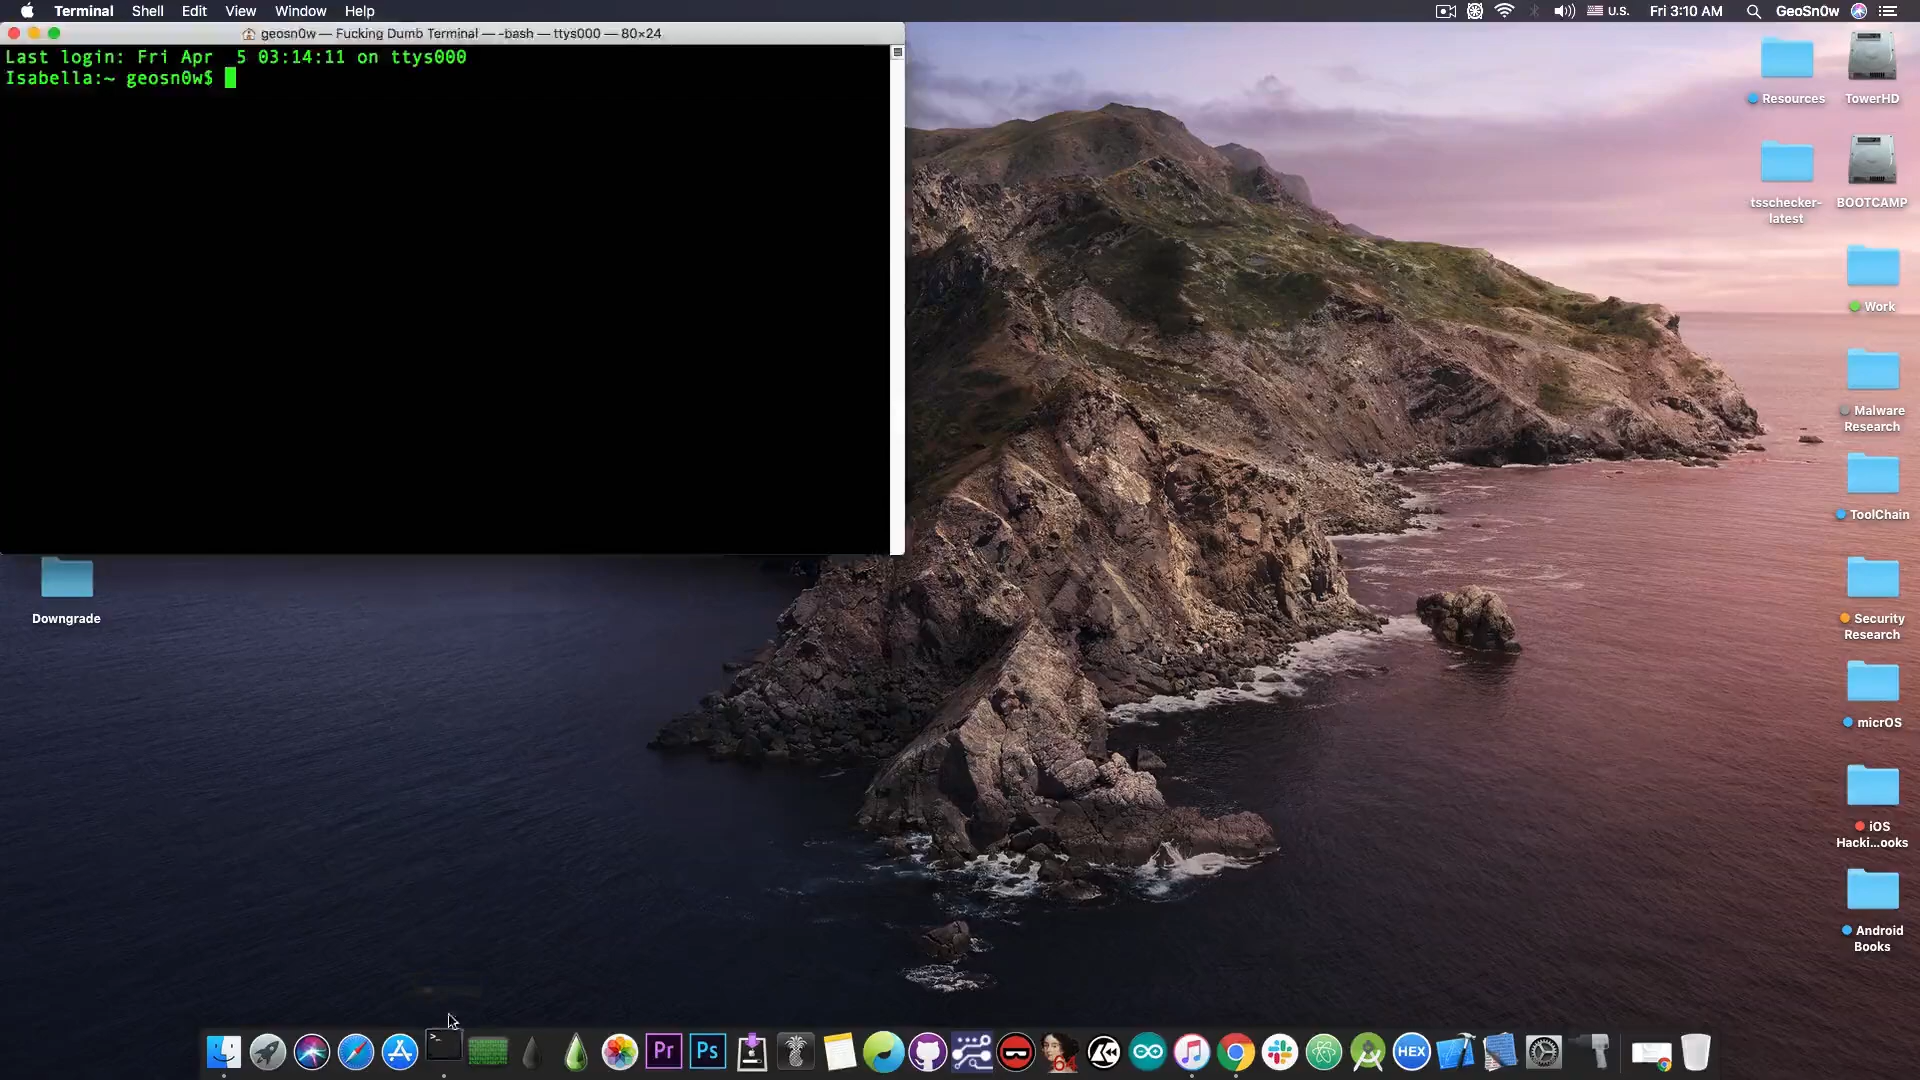 Terminal Shell Edit View Window Help U.S. Fri 3:10 AM GeoSn0w
geosn0w — Fucking Dumb Terminal — -bash — ttys000 — 80×24
Last login: Fri Apr  5 03:14:11 on ttys000
Isabella:~ geosn0w$
Resources
TowerHD
tsschecker-
latest
BOOTCAMP
Work
Malware
Research
ToolChain
Downgrade
Security
Research
micrOS
iOS
Hacki...ooks
Android
Books
>_
Pr
Ps
64
HEX